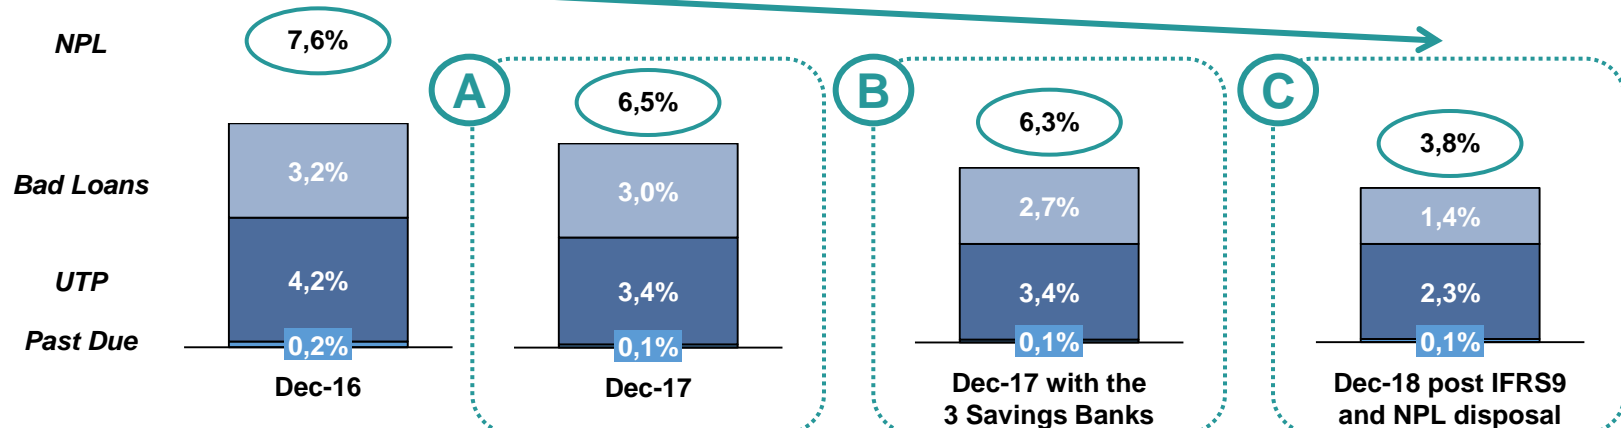 NPL
7,6%
A
6,5%
B
6,3%
C
3,8%
Bad Loans
3,2%
3,0%
2,7%
1,4%
UTP
4,2%
3,4%
3,4%
2,3%
Past Due
0,2%
0,1%
0,1%
0,1%
Dec-16
Dec-17
Dec-17 with the
3 Savings Banks
Dec-18 post IFRS9
and NPL disposal